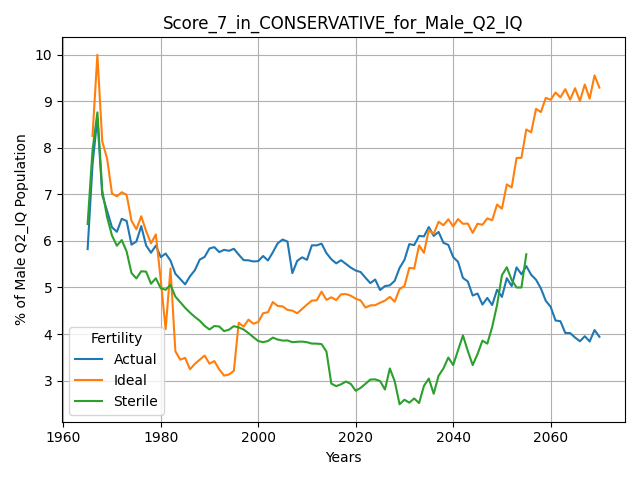 Score_7_in_CONSERVATIVE_for_Male_Q2_IQ
% of Male Q2_IQ Population
10
9
8
7
6
5
4
3
Fertility
Actual
Ideal
Sterile
1960 1980 2000 2020 2040 2060
Years